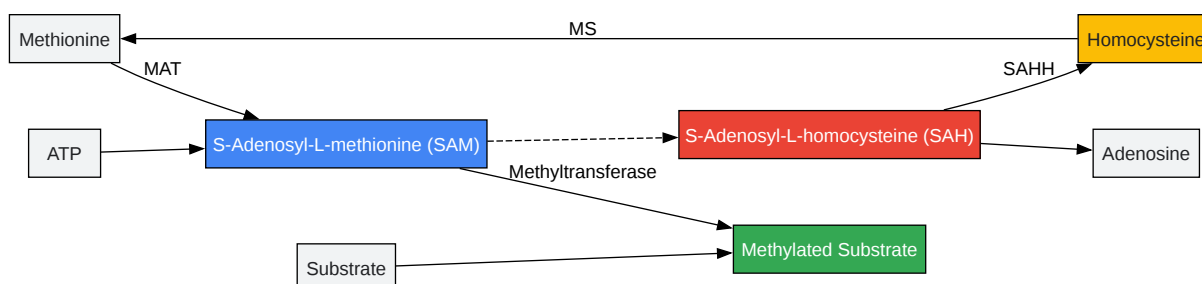 Methionine
MS
Homocysteine
MAT
SAHH
S-Adenosyl-L-methionine (SAM)
S-Adenosyl-L-homocysteine (SAH)
ATP
Adenosine
Methyltransferase
Methylated Substrate
Substrate